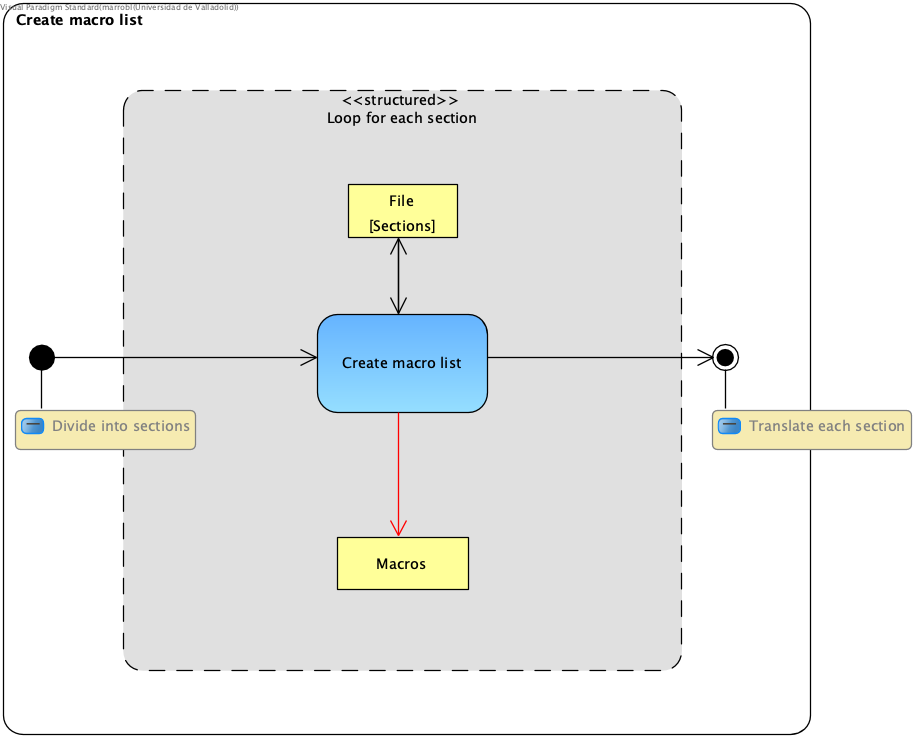 Visual Paradigm Standard(marrobl(Universidad de Valladolid))
Create macro list
<<structured>>
Loop for each section
File
[Sections]
Create macro list
Divide into sections
Translate each section
Macros